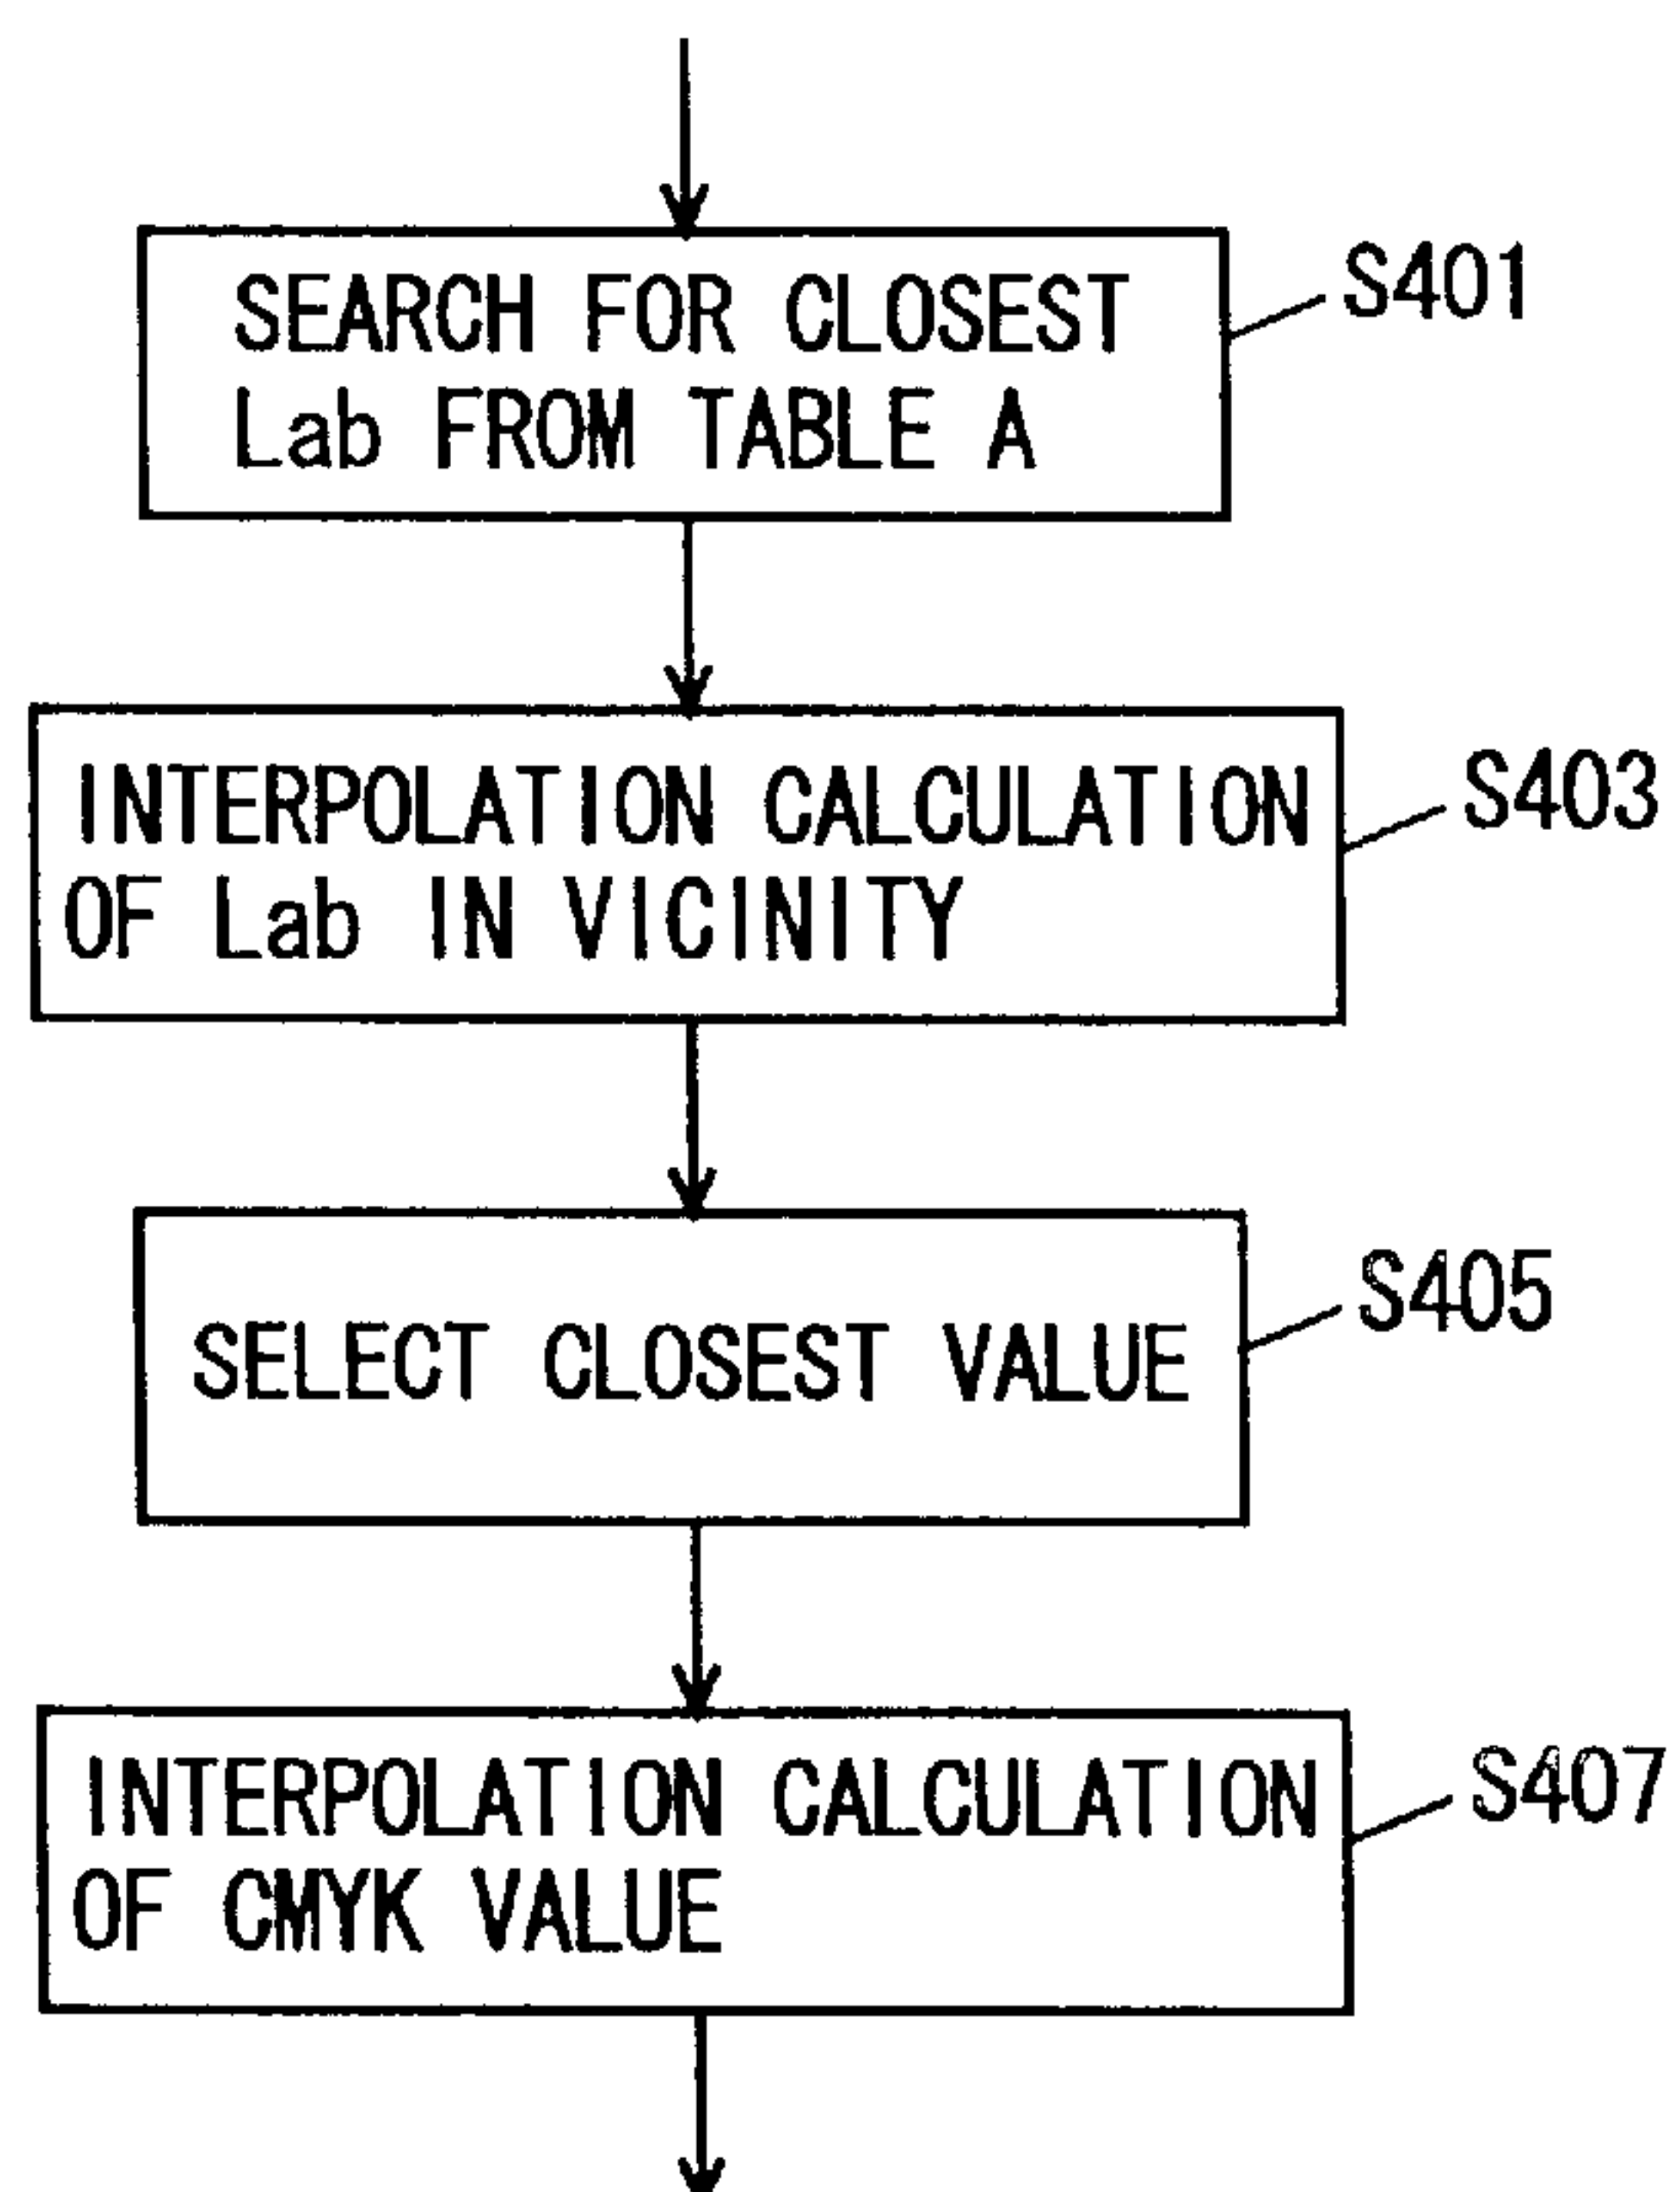 SEARCH FOR CLOSEST
Lab FROM TABLE A
S401
INTERPOLATION CALCULATION
OF Lab IN VICINITY
S403
SELECT CLOSEST VALUE
S405
INTERPOLATION CALCULATION
OF CMYK VALUE
S407